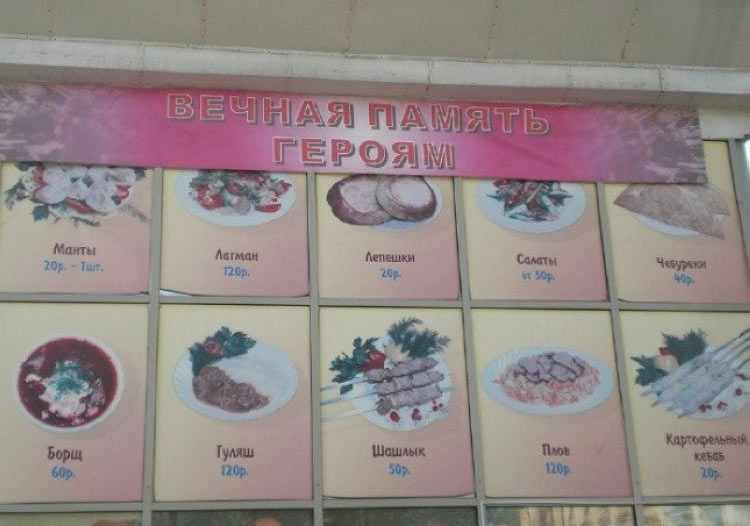 ВЕЧНАЯ ПАМЯТЬ
ГЕРОЯМ
Манты
20р. - 1шт.
Лагман
120р.
Лепешки
20р.
Салаты
от 50р.
Чебуреки
40р.
Борщ
60р.
Гуляш
120р.
Шашлык
50р.
Плов
120р.
Картофельный
кебаб
20р.